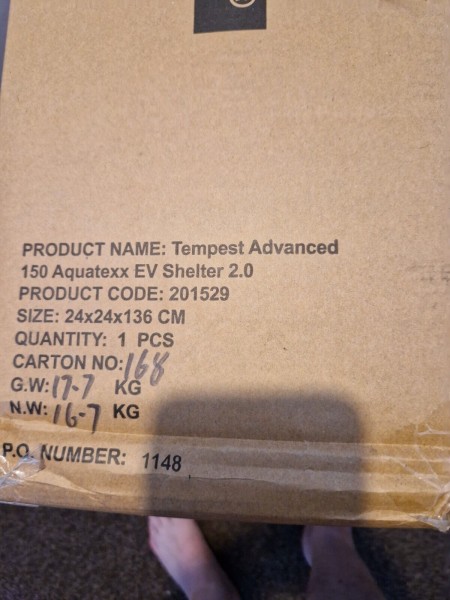 PRODUCT NAME: Tempest Advanced
150 Aquatexx EV Shelter 2.0
PRODUCT CODE: 201529
SIZE: 24x24x136 CM
QUANTITY: 1 PCS
CARTON NO:168
G.W:17-7 KG
N.W:16-7 KG
P.O. NUMBER: 1148